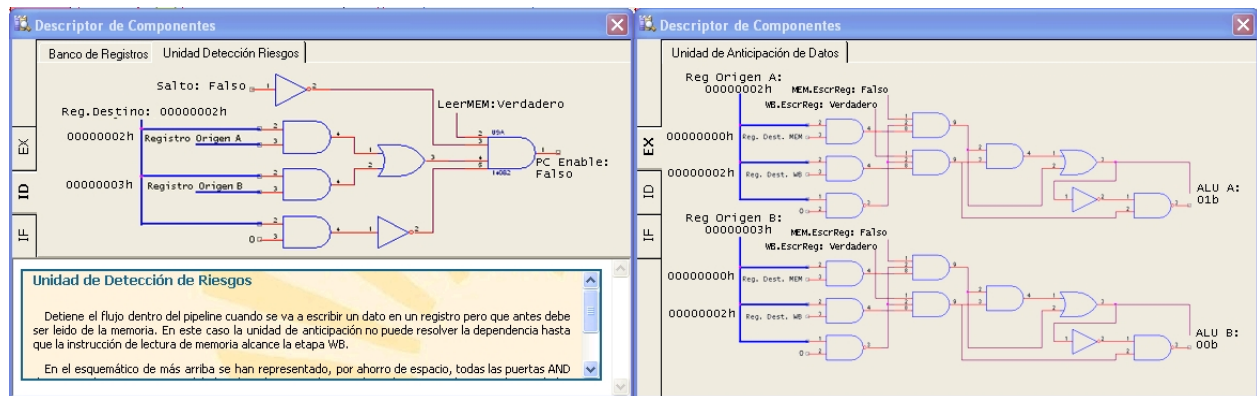 Descriptor de Componentes
Banco de Registros
Unidad Detección Riesgos
Salto: Falso
Reg.Destino: 00000002h
LeerMEM:Verdadero
00000002h
Registro Origen A
00000003h
Registro Origen B
0
PC Enable:
Falso
EX
ID
IF
Unidad de Detección de Riesgos
Detiene el flujo dentro del pipeline cuando se va a escribir un dato en un registro pero que antes debe
ser leido de la memoria. En este caso la unidad de anticipación no puede resolver la dependencia hasta
que la instrucción de lectura de memoria alcance la etapa WB.
En el esquemático de más arriba se han representado, por ahorro de espacio, todas las puertas AND
Descriptor de Componentes
Unidad de Anticipación de Datos
Reg Origen A:
00000002h
MEM.EscrReg: Falso
WB.EscrReg: Verdadero
00000000h
Reg. Dest. MEM
00000002h
Reg. Dest. WB
0
ALU A:
01b
Reg Origen B:
00000003h
MEM.EscrReg: Falso
WB.EscrReg: Verdadero
00000000h
Reg. Dest. MEM
00000002h
Reg. Dest. WB
0
ALU B:
00b
EX
ID
IF